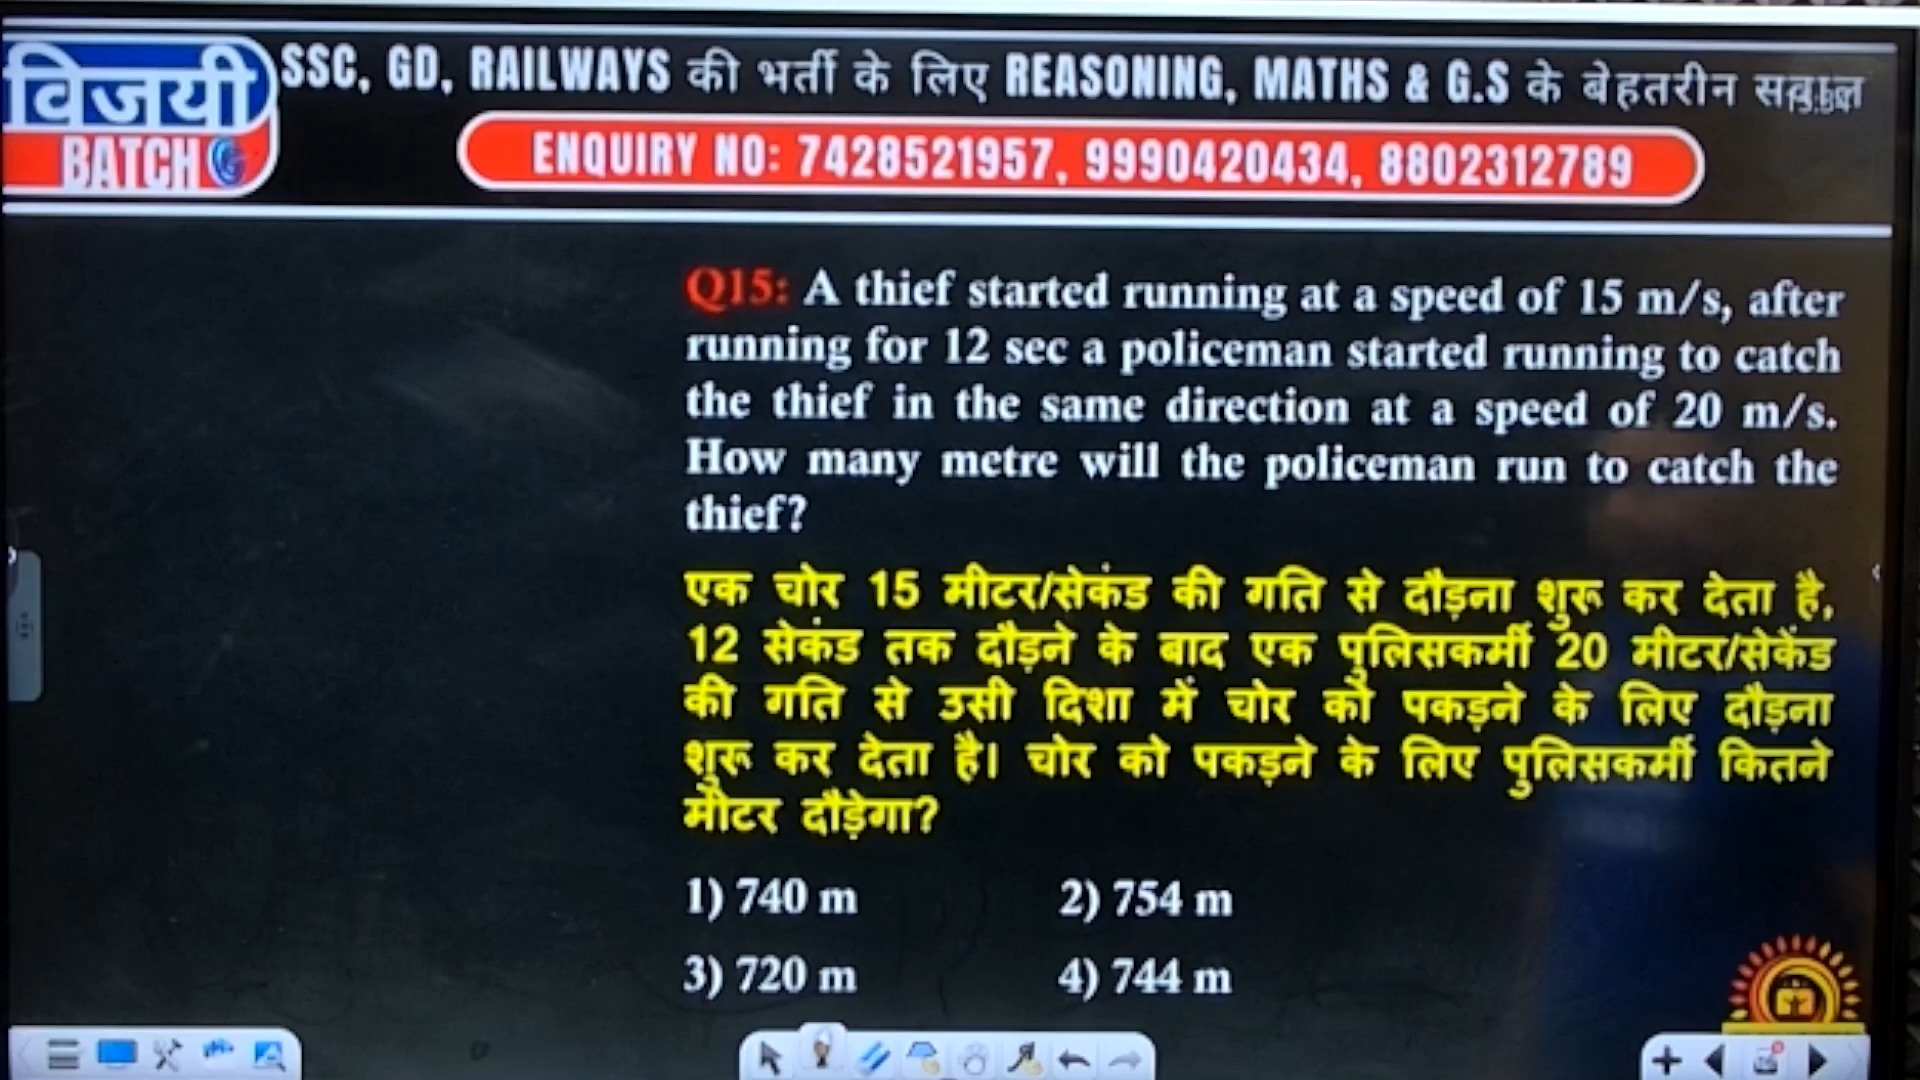 विजयी
BATCH
SSC, GD, RAILWAYS की भर्ती के लिए REASONING, MATHS & G.S के बेहतरीन सवाल
ENQUIRY NO: 7428521957, 9990420434, 8802312789
Q15: A thief started running at a speed of 15 m/s, after
running for 12 sec a policeman started running to catch
the thief in the same direction at a speed of 20 m/s.
How many metre will the policeman run to catch the
thief?
एक चोर 15 मीटर/सेकंड की गति से दौड़ना शुरू कर देता है,
12 सेकंड तक दौड़ने के बाद एक पुलिसकर्मी 20 मीटर/सेकेंड
की गति से उसी दिशा में चोर को पकड़ने के लिए दौड़ना
शुरू कर देता है। चोर को पकड़ने के लिए पुलिसकर्मी कितने
मीटर दौड़ेगा?
1) 740 m 2) 754 m
3) 720 m 4) 744 m